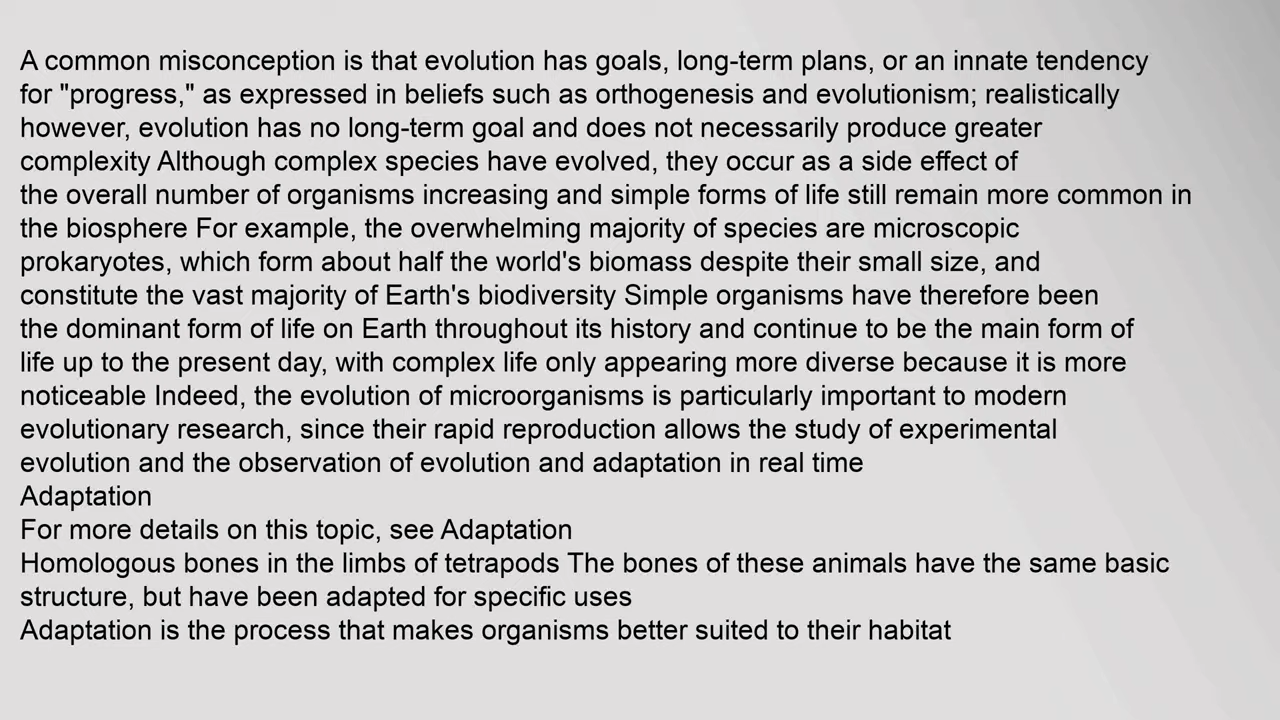 A common misconception is that evolution has goals, long-term plans, or an innate tendency
for "progress," as expressed in beliefs such as orthogenesis and evolutionism; realistically
however, evolution has no long-term goal and does not necessarily produce greater
complexity Although complex species have evolved, they occur as a side effect of
the overall number of organisms increasing and simple forms of life still remain more common in
the biosphere For example, the overwhelming majority of species are microscopic
prokaryotes, which form about half the world's biomass despite their small size, and
constitute the vast majority of Earth's biodiversity Simple organisms have therefore been
the dominant form of life on Earth throughout its history and continue to be the main form of
life up to the present day, with complex life only appearing more diverse because it is more
noticeable Indeed, the evolution of microorganisms is particularly important to modern
evolutionary research, since their rapid reproduction allows the study of experimental
evolution and the observation of evolution and adaptation in real time
Adaptation
For more details on this topic, see Adaptation
Homologous bones in the limbs of tetrapods The bones of these animals have the same basic
structure, but have been adapted for specific uses
Adaptation is the process that makes organisms better suited to their habitat